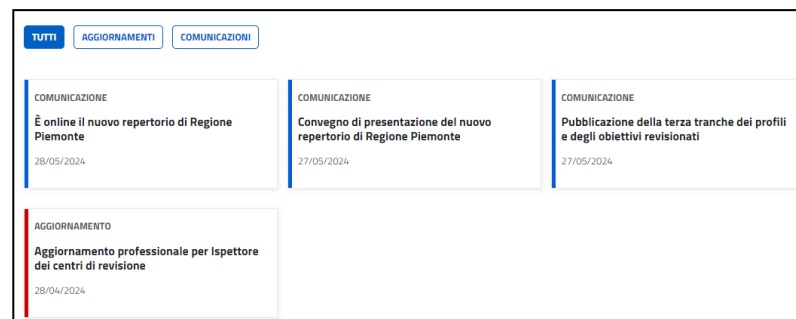 TUTTI AGGIORNAMENTI COMUNICAZIONI
COMUNICAZIONE
È online il nuovo repertorio di Regione
Piemonte
28/05/2024
COMUNICAZIONE
Convegno di presentazione del nuovo
repertorio di Regione Piemonte
27/05/2024
COMUNICAZIONE
Pubblicazione della terza tranche dei profili
e degli obiettivi revisionati
27/05/2024
AGGIORNAMENTO
Aggiornamento professionale per Ispettore
dei centri di revisione
28/04/2024